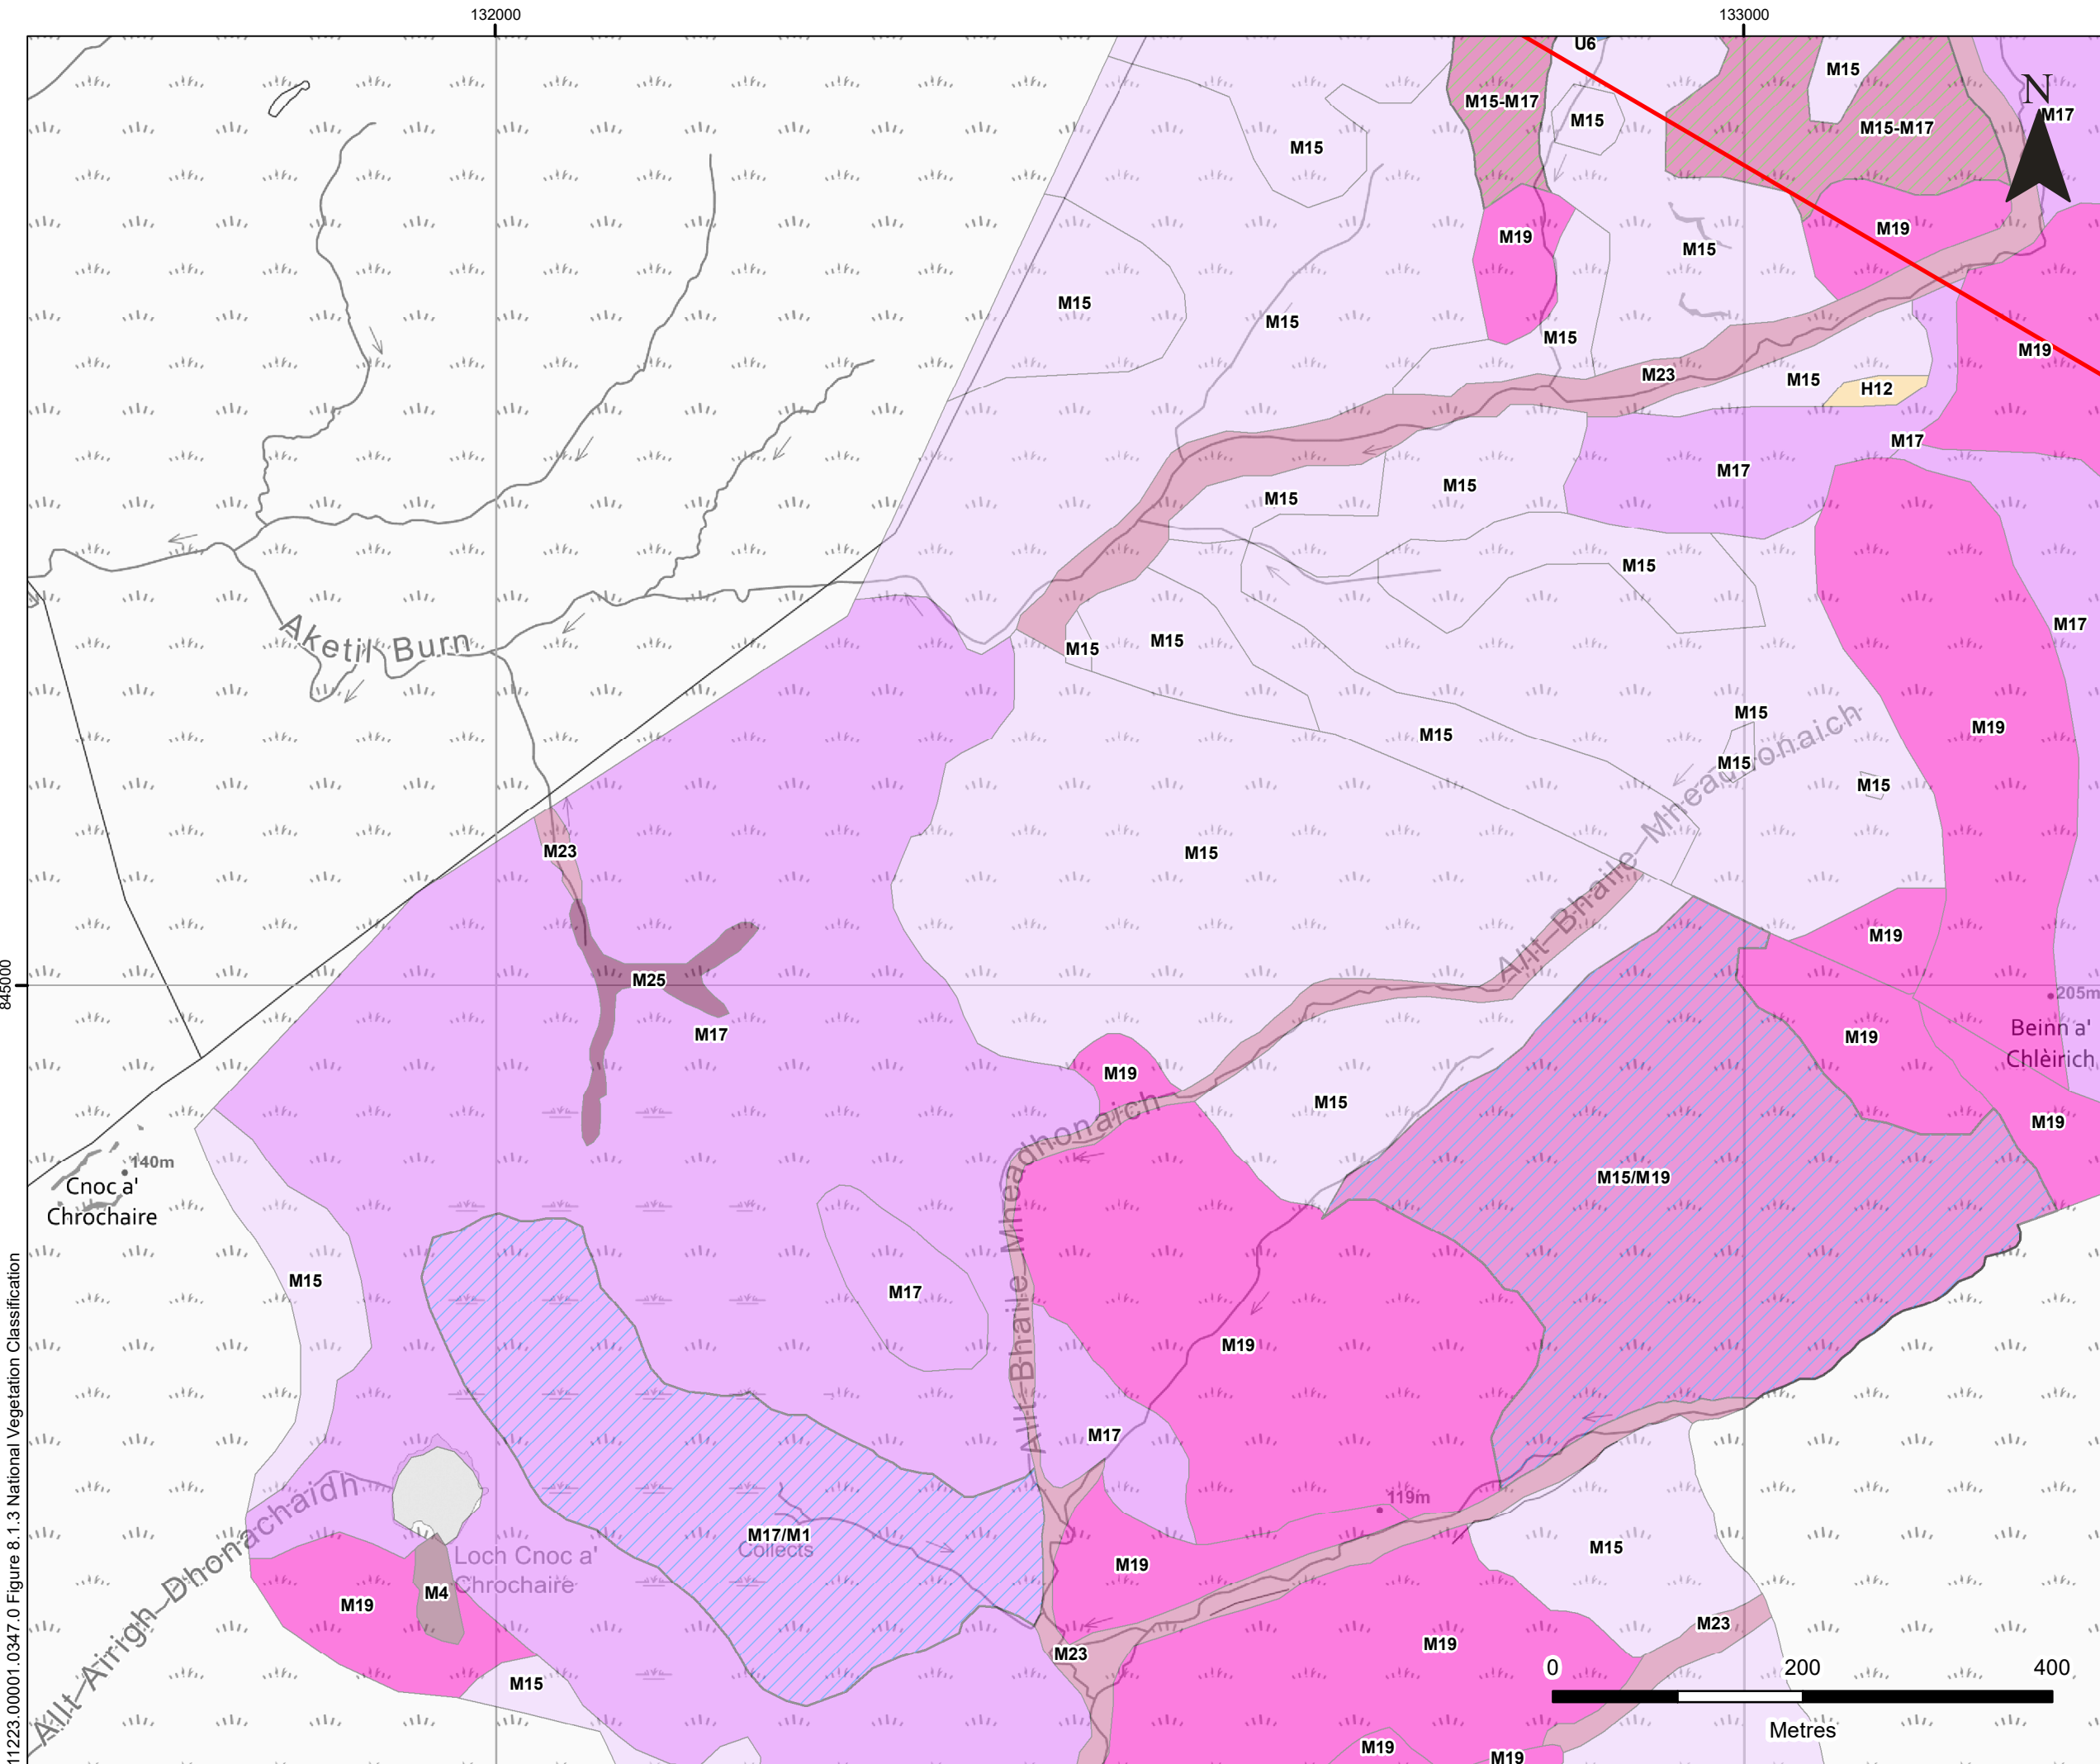 132000
133000
U6
M15
N
M15-M17
M15
M15-M17
M17
M15
M19
M19
M15
M15
M15
M15
M19
M23
M15
H12
M17
M17
M15
M15
M15
Aketil Burn
M15
M15
M17
M15
M19
M15
M15
M15
M23
M15
Allt Bhaile Mheadhonaich
M19
845000
M25
M17
205m
Beinn a'
Chlèirich
M19
M19
M15
M19
140m
Cnoc a'
Chrochaire
M15/M19
Allt Bhaile Mheadhonaich
M15
M17
M19
M17
119m
M17/M1
Collects
M15
Loch Cnoc a'
Chrochaire
M19
M4
M19
Allt Airigh Dhonachaidh
M23
M19
M23
M15
0
200
400
Metres
M19
M19
11223.00001.0347.0 Figure 8.1.3 National Vegetation Classification